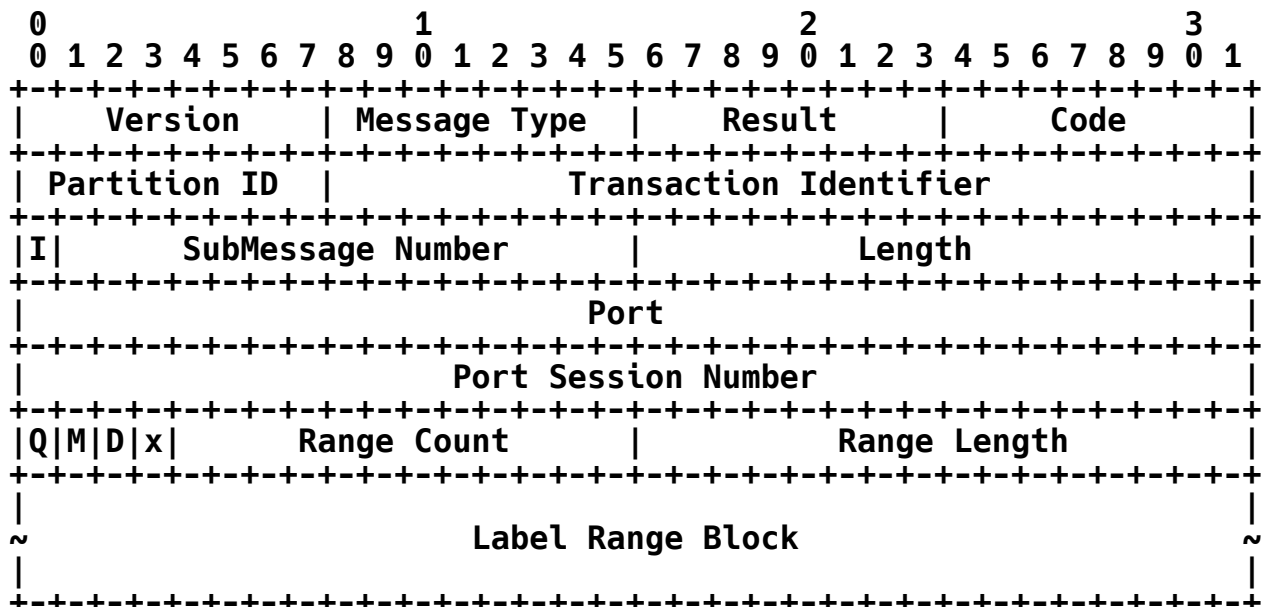 0                   1                   2                   3
 0 1 2 3 4 5 6 7 8 9 0 1 2 3 4 5 6 7 8 9 0 1 2 3 4 5 6 7 8 9 0 1
+-+-+-+-+-+-+-+-+-+-+-+-+-+-+-+-+-+-+-+-+-+-+-+-+-+-+-+-+-+-+-+-+
|    Version    | Message Type  |    Result     |     Code      |
+-+-+-+-+-+-+-+-+-+-+-+-+-+-+-+-+-+-+-+-+-+-+-+-+-+-+-+-+-+-+-+-+
| Partition ID  |            Transaction Identifier             |
+-+-+-+-+-+-+-+-+-+-+-+-+-+-+-+-+-+-+-+-+-+-+-+-+-+-+-+-+-+-+-+-+
|I|      SubMessage Number      |           Length              |
+-+-+-+-+-+-+-+-+-+-+-+-+-+-+-+-+-+-+-+-+-+-+-+-+-+-+-+-+-+-+-+-+
|                             Port                              |
+-+-+-+-+-+-+-+-+-+-+-+-+-+-+-+-+-+-+-+-+-+-+-+-+-+-+-+-+-+-+-+-+
|                      Port Session Number                      |
+-+-+-+-+-+-+-+-+-+-+-+-+-+-+-+-+-+-+-+-+-+-+-+-+-+-+-+-+-+-+-+-+
|Q|M|D|x|      Range Count      |          Range Length         |
+-+-+-+-+-+-+-+-+-+-+-+-+-+-+-+-+-+-+-+-+-+-+-+-+-+-+-+-+-+-+-+-+
|                                                               |
~                       Label Range Block                       ~
|                                                               |
+-+-+-+-+-+-+-+-+-+-+-+-+-+-+-+-+-+-+-+-+-+-+-+-+-+-+-+-+-+-+-+-+